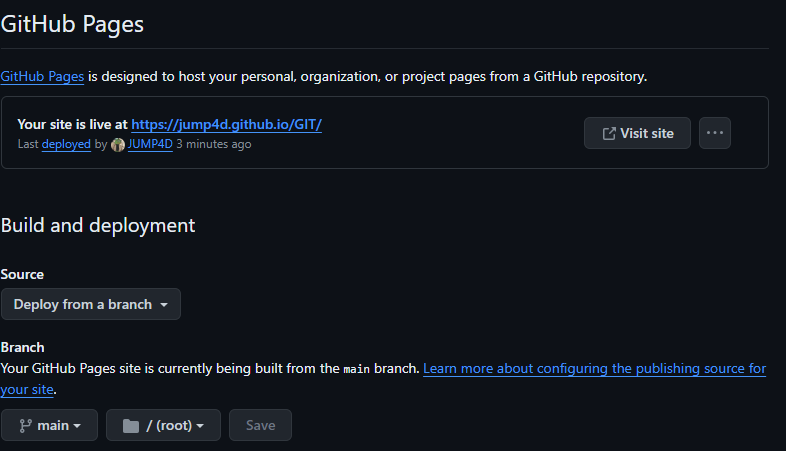 GitHub Pages
GitHub Pages is designed to host your personal, organization, or project pages from a GitHub repository.
Your site is live at https://jump4d.github.io/GIT/
Last deployed by JUMP4D 3 minutes ago
Visit site
Build and deployment
Source
Deploy from a branch
Branch
Your GitHub Pages site is currently being built from the main branch. Learn more about configuring the publishing source for
your site.
main
/ (root)
Save